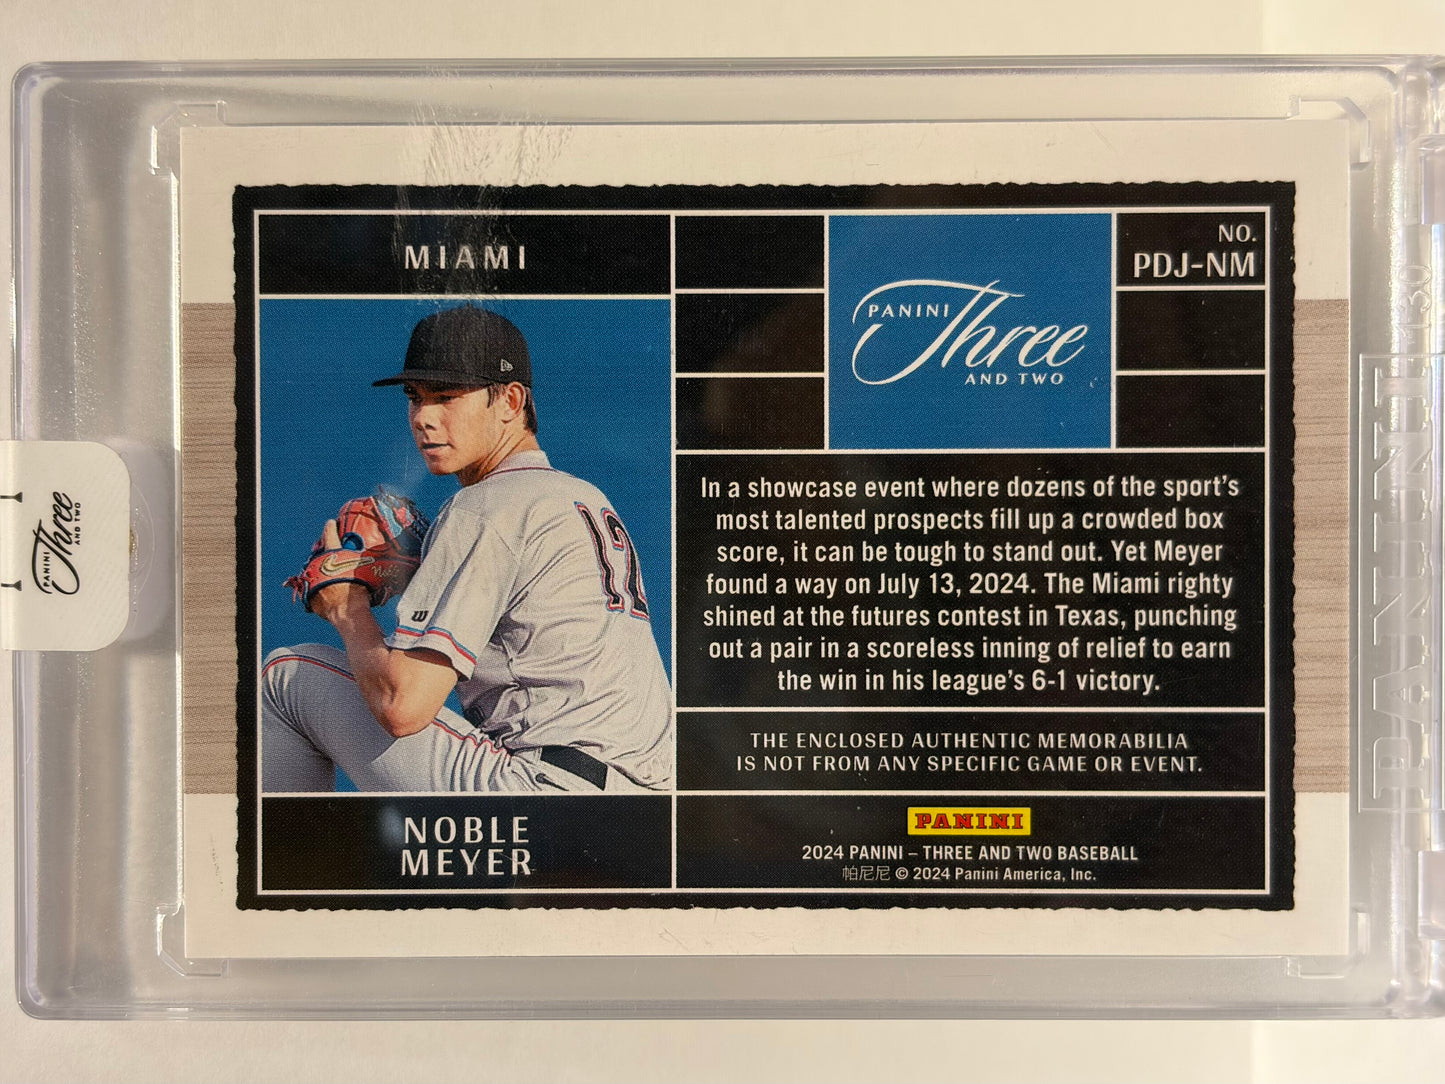 MIAMI
NO.
PDJ-NM
PANINI
Three
AND TWO
12
Noble
w
In a showcase event where dozens of the sport's
most talented prospects fill up a crowded box
score, it can be tough to stand out. Yet Meyer
found a way on July 13, 2024. The Miami righty
shined at the futures contest in Texas, punching
out a pair in a scoreless inning of relief to earn
the win in his league's 6-1 victory.
THE ENCLOSED AUTHENTIC MEMORABILIA
IS NOT FROM ANY SPECIFIC GAME OR EVENT.
NOBLE
MEYER
PANINI
2024 PANINI – THREE AND TWO BASEBALL
帕尼尼 © 2024 Panini America, Inc.
PANINI
Three
AND TWO
PANINI
130